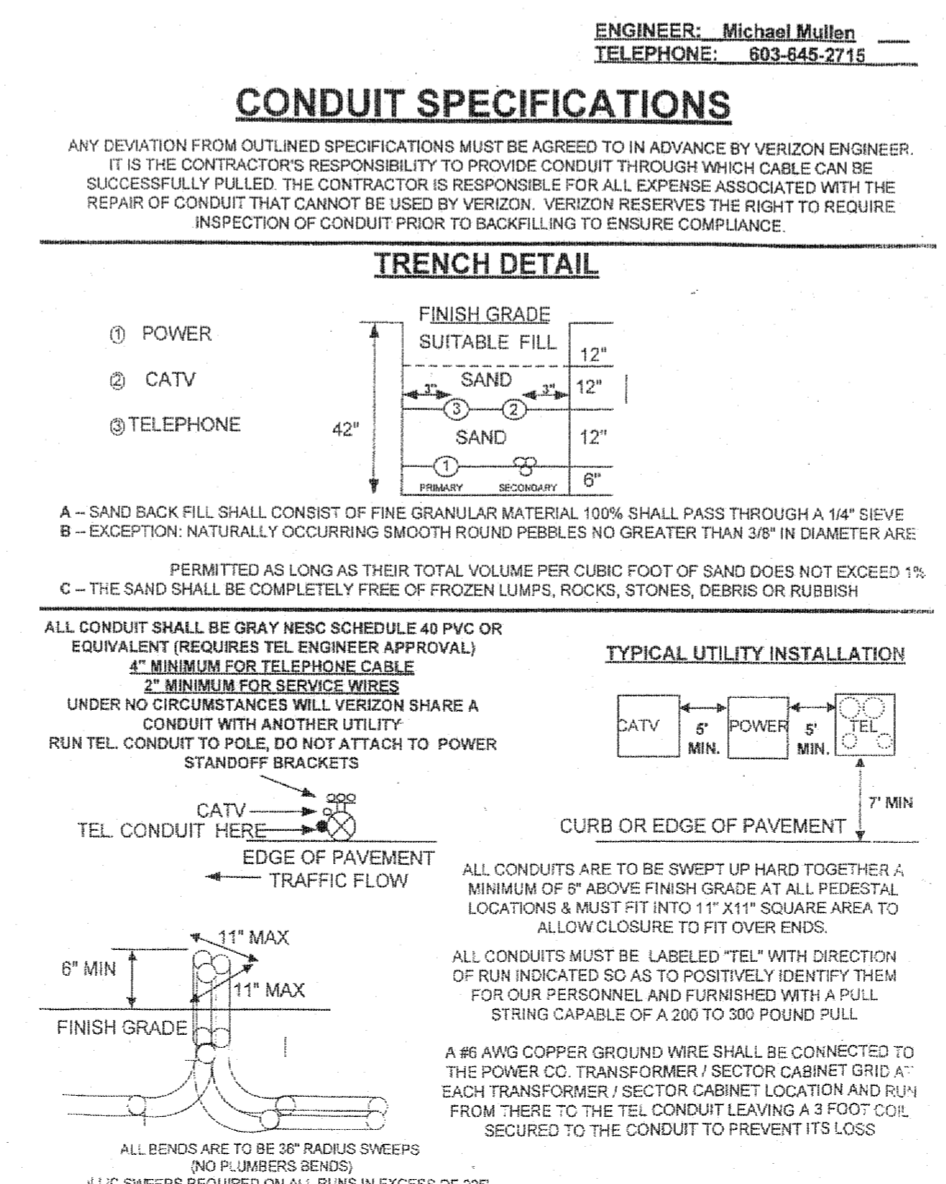 ENGINEER: Michael Mullen
TELEPHONE: 603-645-2715
CONDUIT SPECIFICATIONS
ANY DEVIATION FROM OUTLINED SPECIFICATIONS MUST BE AGREED TO IN ADVANCE BY VERIZON ENGINEER.
IT IS THE CONTRACTOR'S RESPONSIBILITY TO PROVIDE CONDUIT THROUGH WHICH CABLE CAN BE
SUCCESSFULLY PULLED. THE CONTRACTOR IS RESPONSIBLE FOR ALL EXPENSE ASSOCIATED WITH THE
REPAIR OF CONDUIT THAT CANNOT BE USED BY VERIZON. VERIZON RESERVES THE RIGHT TO REQUIRE
INSPECTION OF CONDUIT PRIOR TO BACKFILLING TO ENSURE COMPLIANCE.
TRENCH DETAIL
① POWER
② CATV
③ TELEPHONE
42"
FINISH GRADE
SUITABLE FILL
12"
SAND
3" 3"
12"
3 2
SAND
12"
1
PRIMARY SECONDARY
6"
A – SAND BACK FILL SHALL CONSIST OF FINE GRANULAR MATERIAL 100% SHALL PASS THROUGH A 1/4" SIEVE
B – EXCEPTION: NATURALLY OCCURRING SMOOTH ROUND PEBBLES NO GREATER THAN 3/8" IN DIAMETER ARE
PERMITTED AS LONG AS THEIR TOTAL VOLUME PER CUBIC FOOT OF SAND DOES NOT EXCEED 1%
C – THE SAND SHALL BE COMPLETELY FREE OF FROZEN LUMPS, ROCKS, STONES, DEBRIS OR RUBBISH
ALL CONDUIT SHALL BE GRAY NESC SCHEDULE 40 PVC OR
EQUIVALENT (REQUIRES TEL ENGINEER APPROVAL)
4" MINIMUM FOR TELEPHONE CABLE
2" MINIMUM FOR SERVICE WIRES
UNDER NO CIRCUMSTANCES WILL VERIZON SHARE A
CONDUIT WITH ANOTHER UTILITY
RUN TEL. CONDUIT TO POLE, DO NOT ATTACH TO POWER
STANDOFF BRACKETS
CATV
TEL. CONDUIT HERE
EDGE OF PAVEMENT
TRAFFIC FLOW
11" MAX
6" MIN
11" MAX
FINISH GRADE
ALL BENDS ARE TO BE 36" RADIUS SWEEPS
(NO PLUMBERS BENDS)
SWEEPS REQUIRED ON ALL RUNS IN EXCESS OF
TYPICAL UTILITY INSTALLATION
CATV 5' MIN. POWER 5' MIN. TEL
7' MIN
CURB OR EDGE OF PAVEMENT
ALL CONDUITS ARE TO BE SWEPT UP HARD TOGETHER A
MINIMUM OF 6" ABOVE FINISH GRADE AT ALL PEDESTAL
LOCATIONS & MUST FIT INTO 11" X11" SQUARE AREA TO
ALLOW CLOSURE TO FIT OVER ENDS.
ALL CONDUITS MUST BE LABELED "TEL" WITH DIRECTION
OF RUN INDICATED SO AS TO POSITIVELY IDENTIFY THEM
FOR OUR PERSONNEL AND FURNISHED WITH A PULL
STRING CAPABLE OF A 200 TO 300 POUND PULL
A #6 AWG COPPER GROUND WIRE SHALL BE CONNECTED TO
THE POWER CO. TRANSFORMER / SECTOR CABINET GRID AT
EACH TRANSFORMER / SECTOR CABINET LOCATION AND RUN
FROM THERE TO THE TEL CONDUIT LEAVING A 3 FOOT COIL
SECURED TO THE CONDUIT TO PREVENT ITS LOSS